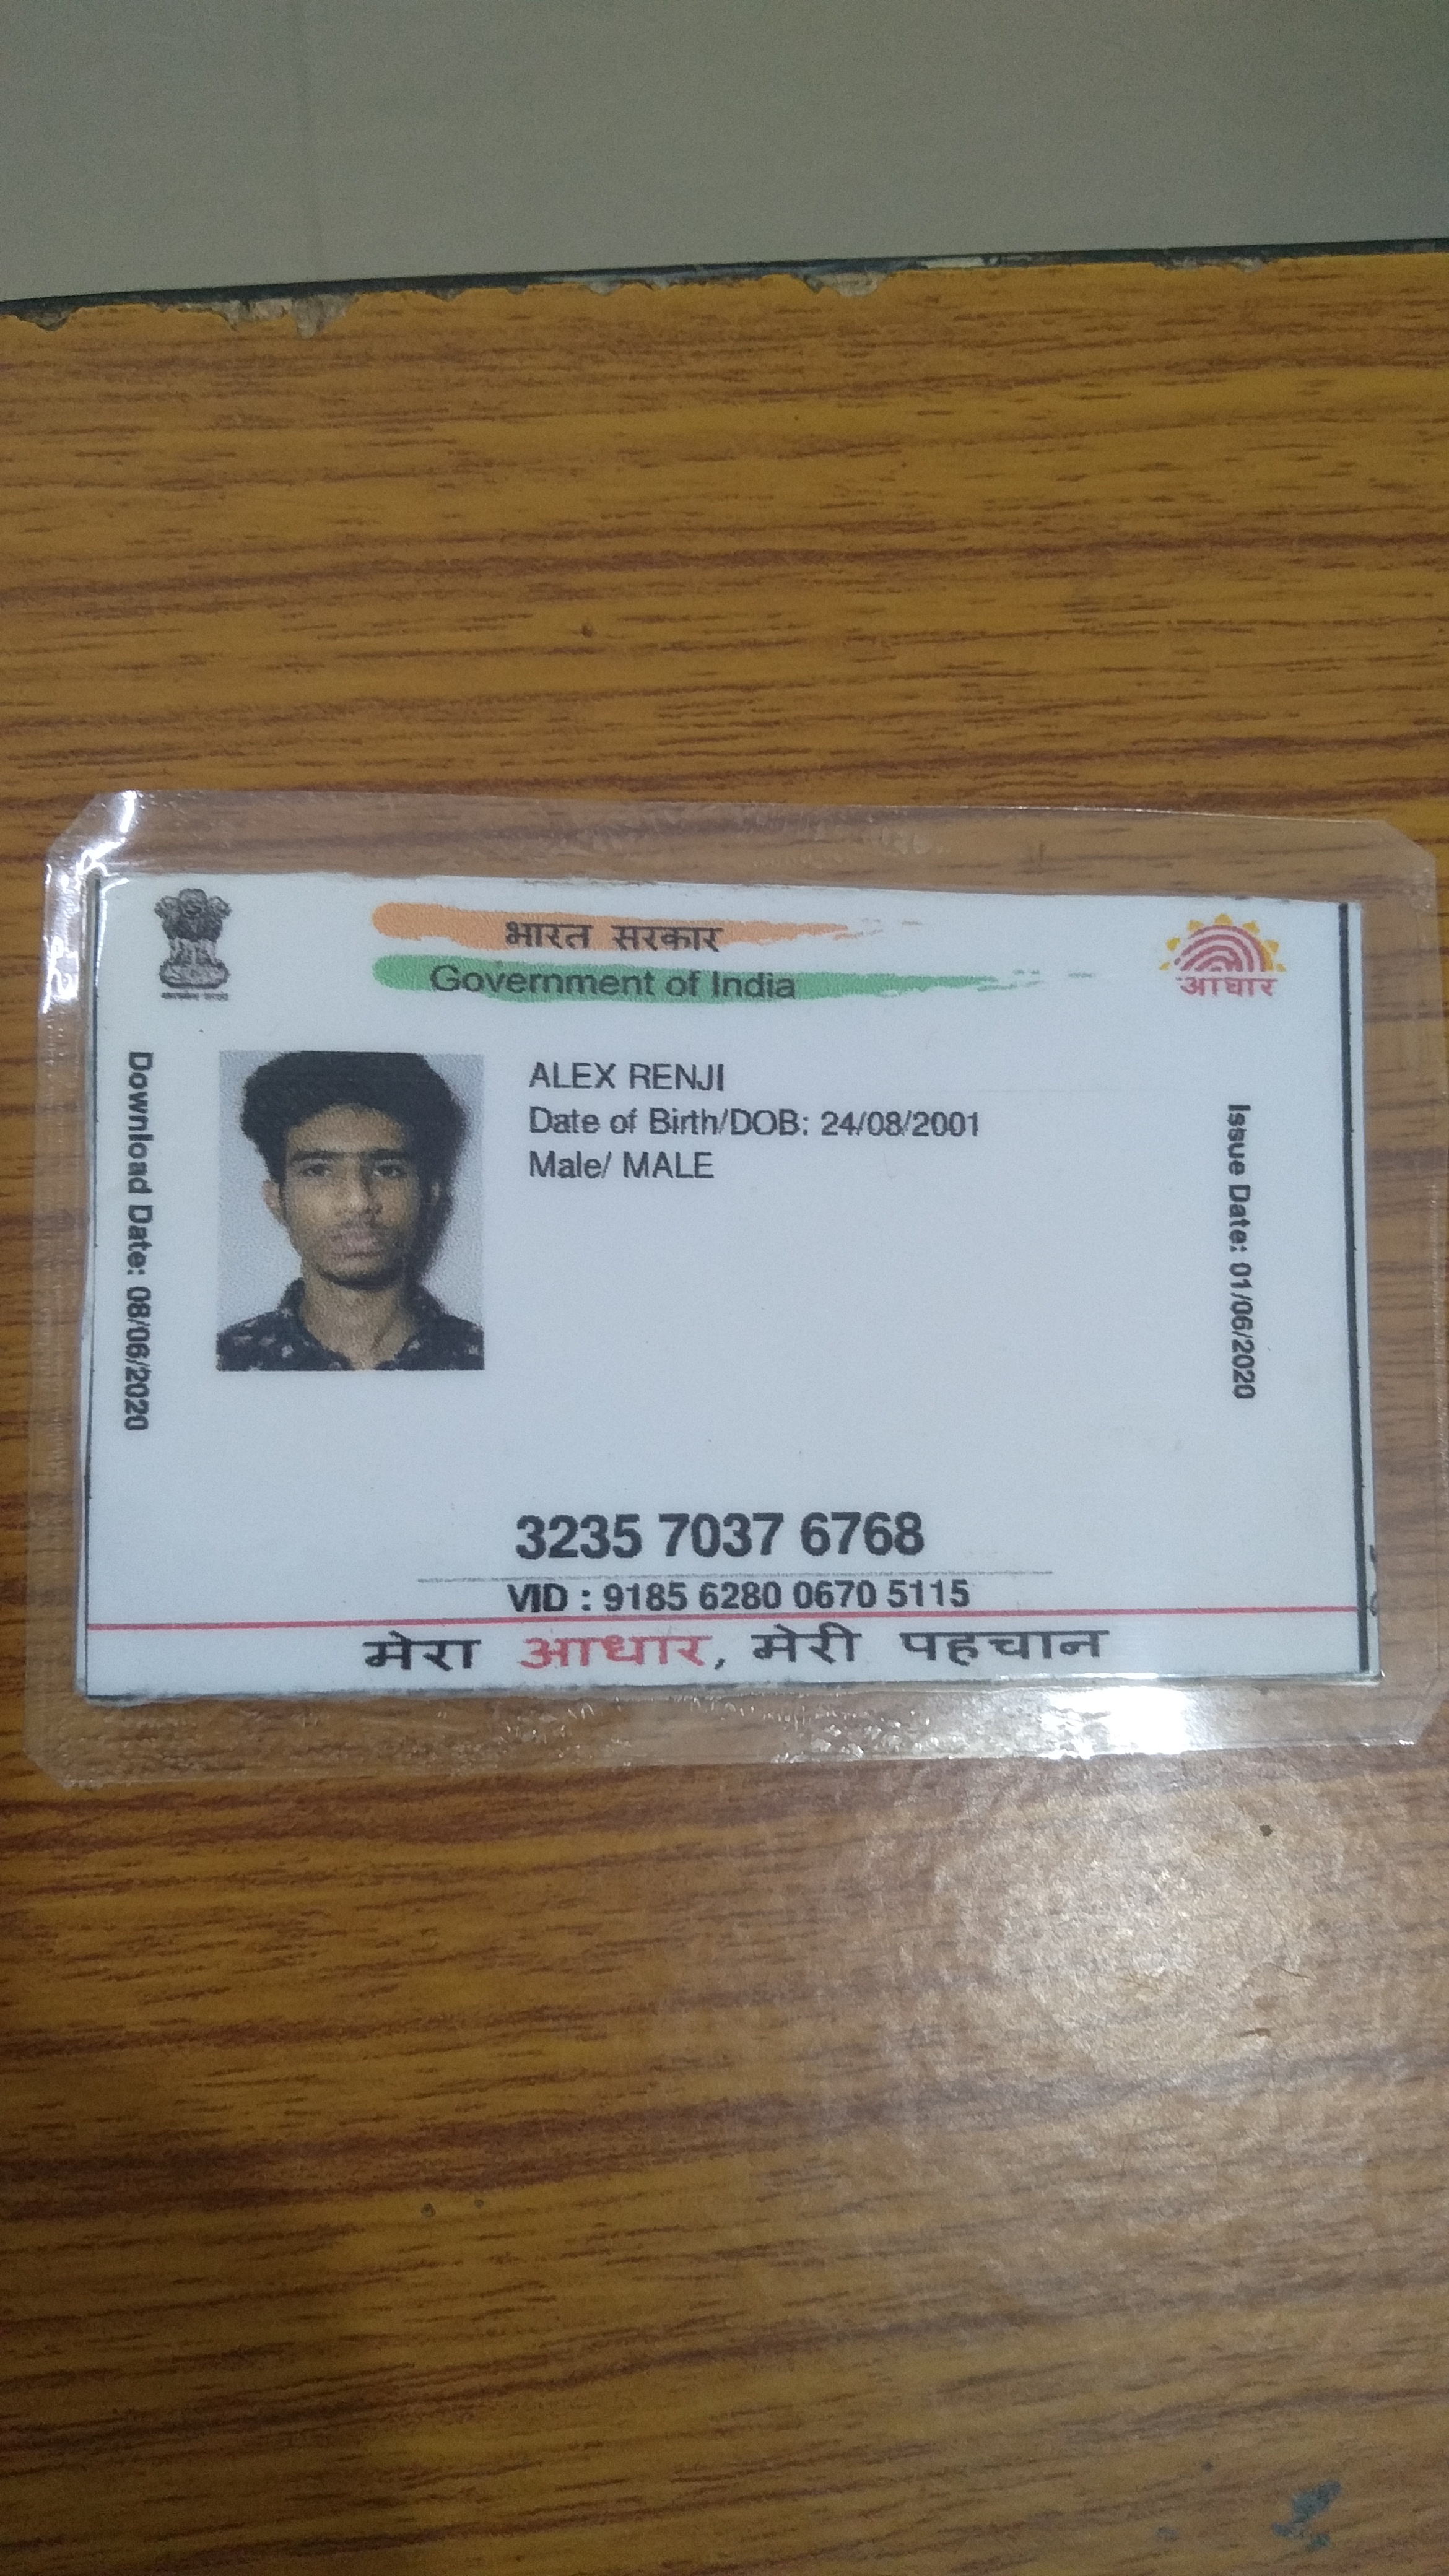 भारत सरकार
Government of India
आधार
ALEX RENJI
Date of Birth/DOB: 24/08/2001
Male/ MALE
Download Date: 08/06/2020
Issue Date: 01/06/2020
3235 7037 6768
VID : 9185 6280 0670 5115
मेरा आधार, मेरी पहचान